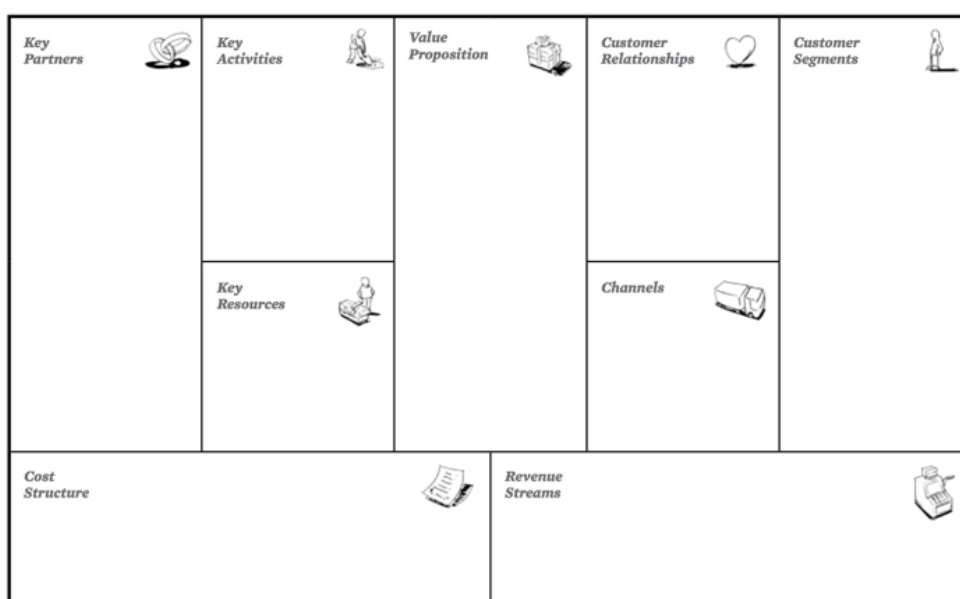 Key
Partners
Key
Activities
Value
Proposition
Customer
Relationships
Customer
Segments
Key
Resources
Channels
Cost
Structure
Revenue
Streams